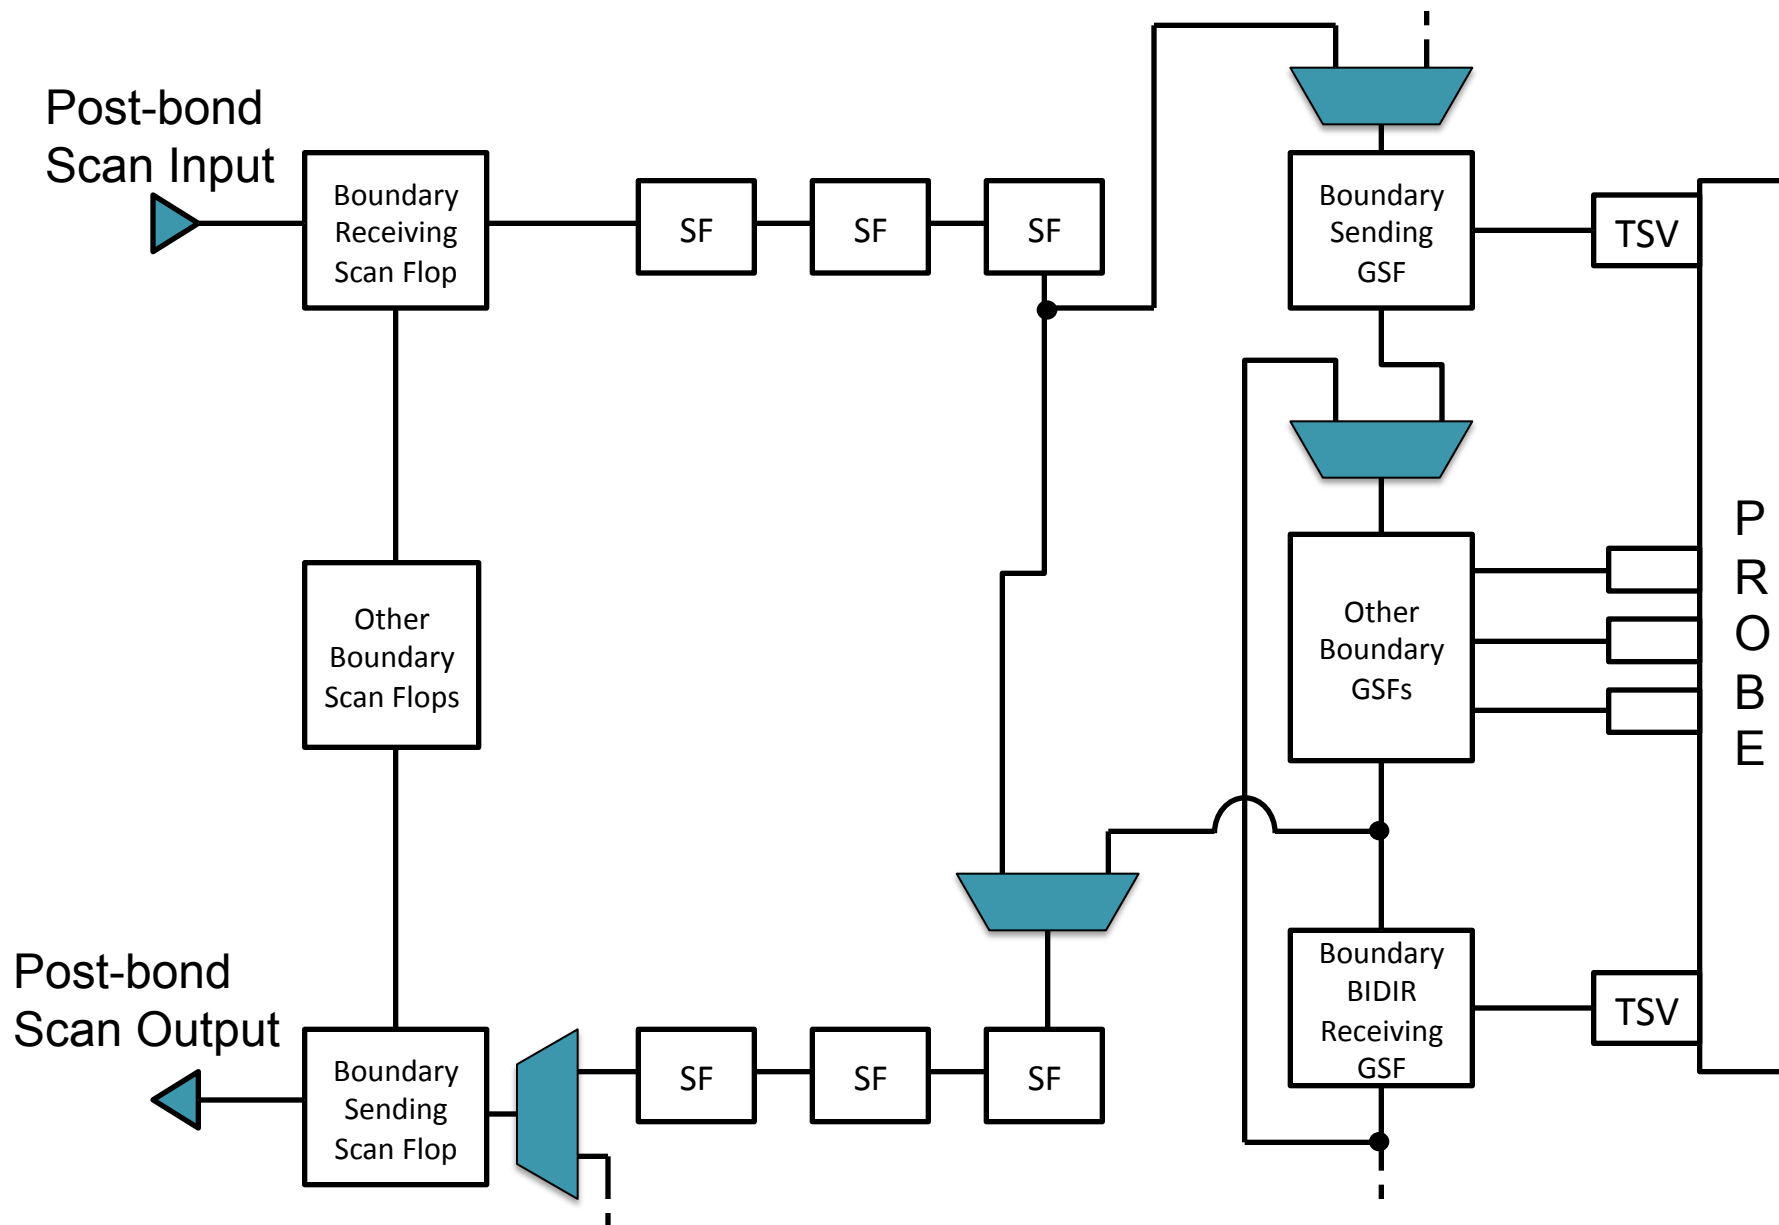 Post-bond
Scan Input
Boundary
Receiving
Scan Flop
SF
SF
SF
Boundary
Sending
GSF
TSV
Other
Boundary
Scan Flops
Other
Boundary
GSFs
P
R
O
B
E
Post-bond
Scan Output
Boundary
Sending
Scan Flop
SF
SF
SF
Boundary
BIDIR
Receiving
GSF
TSV